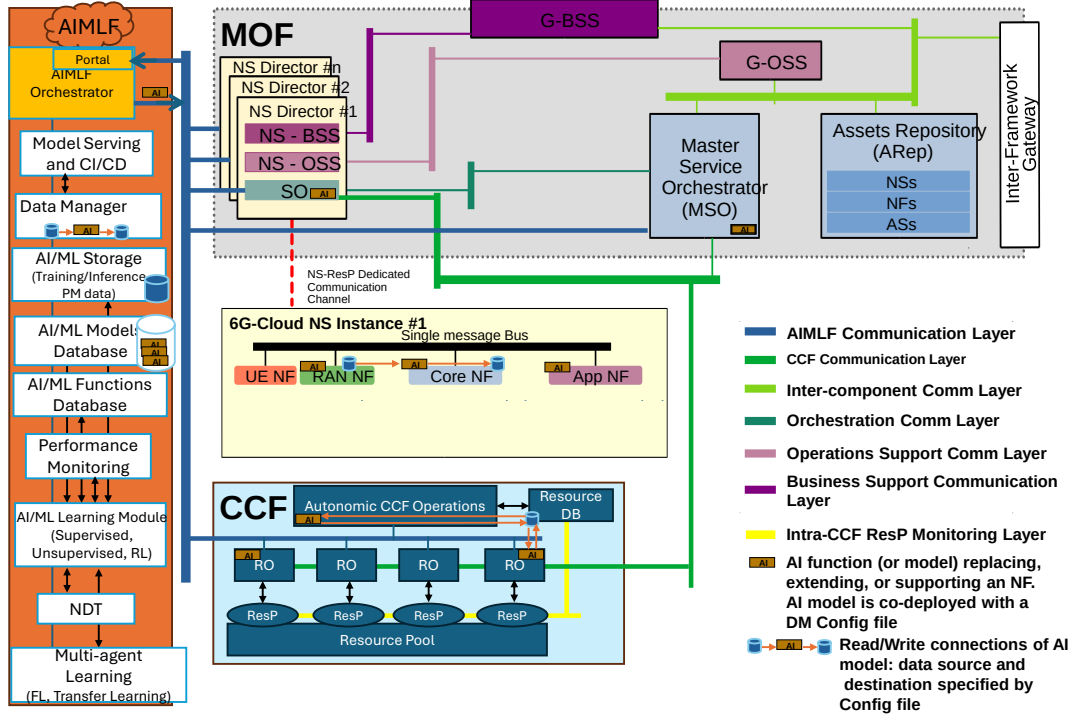 AIMLF
Portal
AIMLF
Orchestrator
AI
Model Serving
and CI/CD
Data Manager
AI
AI/ML Storage
(Training/Inference
PM data)
AI/ML Models
Database
AI
AI
AI
AI/ML Functions
Database
Performance
Monitoring
AI/ML Learning Module
(Supervised,
Unsupervised, RL)
NDT
Multi-agent
Learning
(FL, Transfer Learning)
MOF
NS Director #n
NS Director #2
NS Director #1
NS - BSS
NS - OSS
SO
AI
G-BSS
G-OSS
Master
Service
Orchestrator
(MSO)
AI
Assets Repository
(ARep)
NSs
NFs
ASs
Inter-Framework
Gateway
NS-ResP Dedicated
Communication
Channel
6G-Cloud NS Instance #1
Single message Bus
UE NF
AI
RAN NF
AI
Core NF
AI
App NF
CCF
Autonomic CCF Operations
AI
Resource
DB
AI
RO
RO
RO
AI
RO
ResP
ResP
ResP
ResP
Resource Pool
AIMLF Communication Layer
CCF Communication Layer
Inter-component Comm Layer
Orchestration Comm Layer
Operations Support Comm Layer
Business Support Communication
Layer
Intra-CCF ResP Monitoring Layer
AI
AI function (or model) replacing,
extending, or supporting an NF.
AI model is co-deployed with a
DM Config file
AI
Read/Write connections of AI
model: data source and
destination specified by
Config file